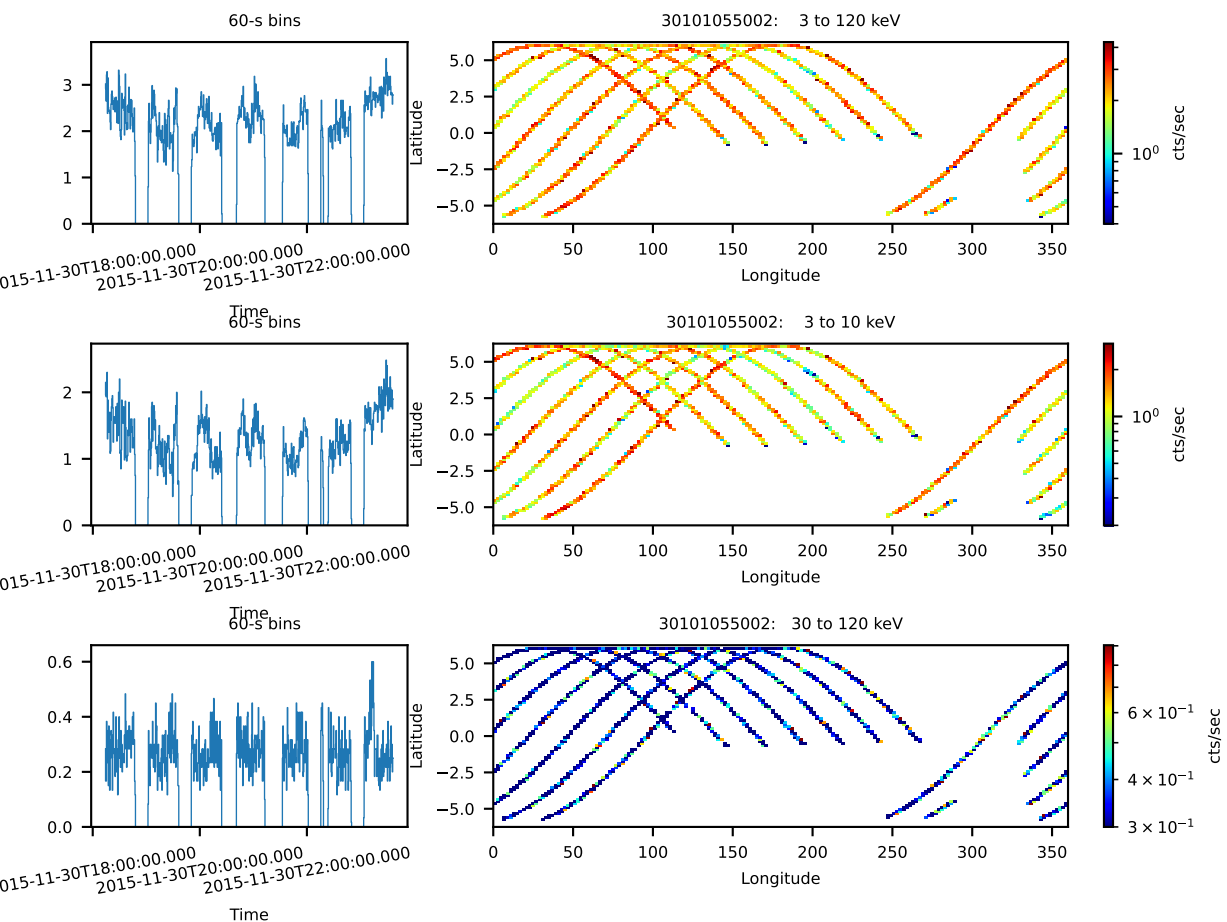 60-s bins
30101055002: 3 to 120 keV
3
2
1
0
015-11-30T18:00:00.000
2015-11-30T20:00:00.000
2015-11-30T22:00:00.000
Time
Latitude
5.0
2.5
0.0
−2.5
−5.0
0 50 100 150 200 250 300 350
Longitude
10⁰
cts/sec
60-s bins
30101055002: 3 to 10 keV
2
1
0
015-11-30T18:00:00.000
2015-11-30T20:00:00.000
2015-11-30T22:00:00.000
Time
Latitude
5.0
2.5
0.0
−2.5
−5.0
0 50 100 150 200 250 300 350
Longitude
10⁰
cts/sec
60-s bins
30101055002: 30 to 120 keV
0.6
0.4
0.2
0.0
015-11-30T18:00:00.000
2015-11-30T20:00:00.000
2015-11-30T22:00:00.000
Time
Latitude
5.0
2.5
0.0
−2.5
−5.0
0 50 100 150 200 250 300 350
Longitude
6 × 10⁻¹
4 × 10⁻¹
3 × 10⁻¹
cts/sec